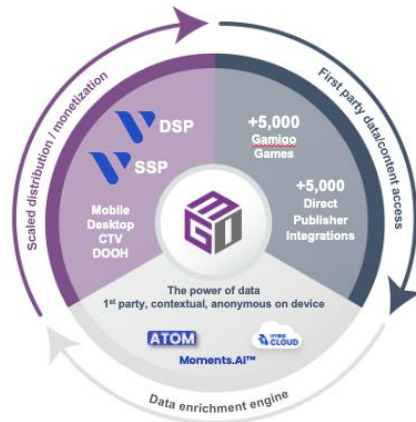 Scaled distribution / monetization
First party data/content access
DSP
SSP
Mobile
Desktop
CTV
DOOH
+5,000
Gamigo
Games
+5,000
Direct
Publisher
Integrations
MGI
The power of data
1st party, contextual, anonymous on device
ATOM
HYBRID
CLOUD
Moments.AI™
Data enrichment engine